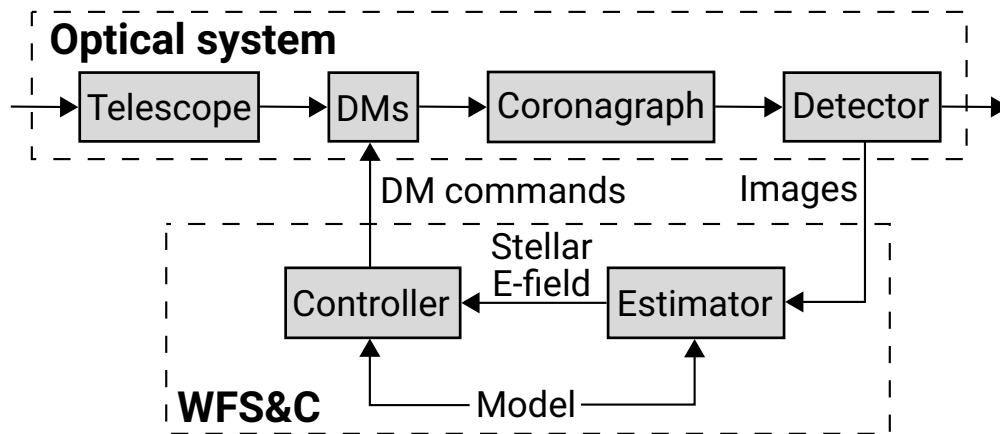 Optical system
Telescope
DMs
Coronagraph
Detector
DM commands
Images
Stellar
E-field
Controller
Estimator
Model
WFS&C